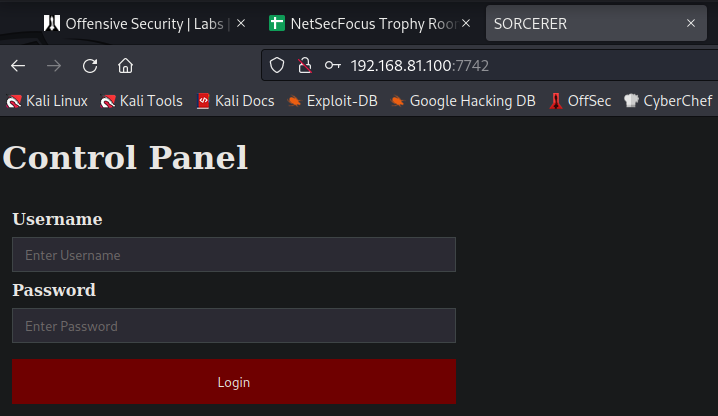 Offensive Security | Labs |
NetSecFocus Trophy Roo
SORCERER
192.168.81.100:7742
Kali Linux
Kali Tools
Kali Docs
Exploit-DB
Google Hacking DB
OffSec
CyberChef
Control Panel
Username
Enter Username
Password
Enter Password
Login